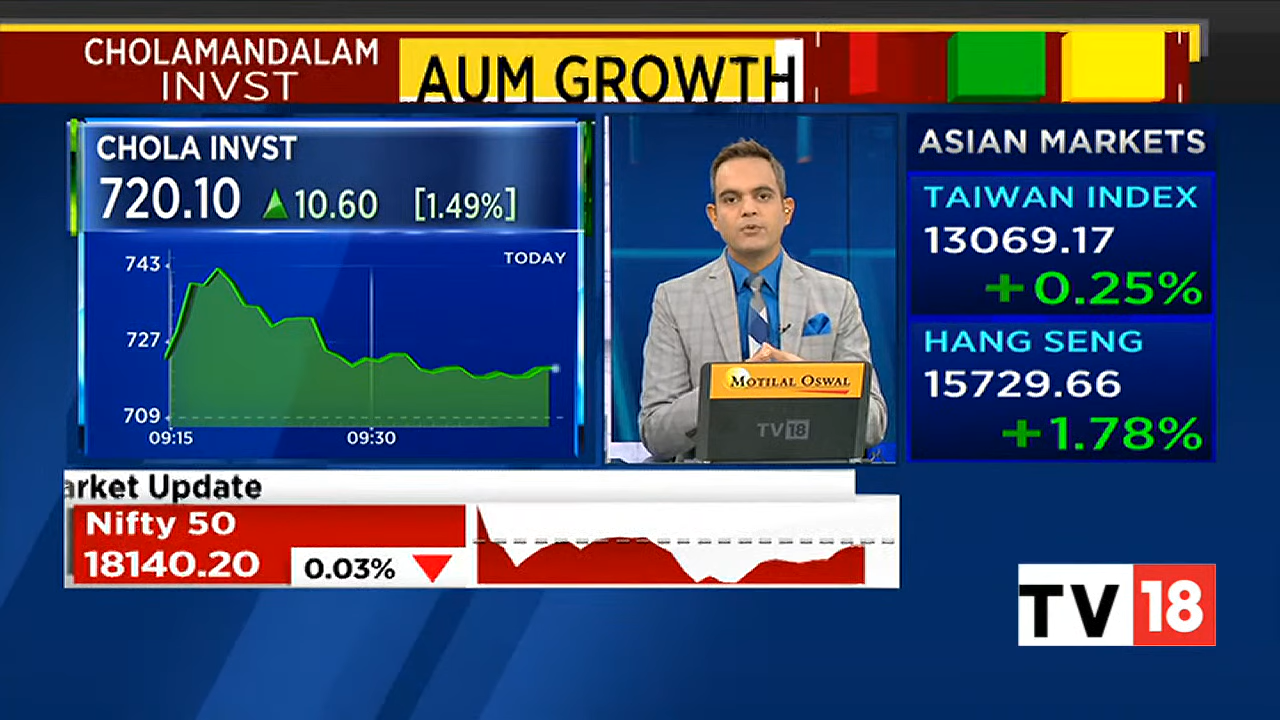 CHOLAMANDALAM
INVST
AUM GROWTH
CHOLA INVST
720.10 ▲ 10.60 [1.49%]
TODAY
743
727
709
09:15 09:30
MOTILAL OSWAL
TV18
ASIAN MARKETS
TAIWAN INDEX
13069.17
+0.25%
HANG SENG
15729.66
+1.78%
arket Update
Nifty 50
18140.20 0.03% ▼
TV18